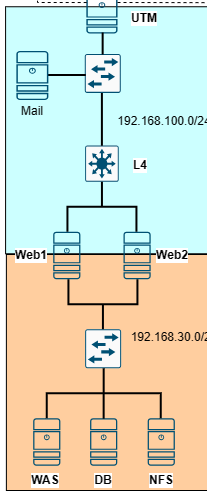 UTM
Mail
192.168.100.0/24
L4
Web1
Web2
192.168.30.0/2
WAS
DB
NFS